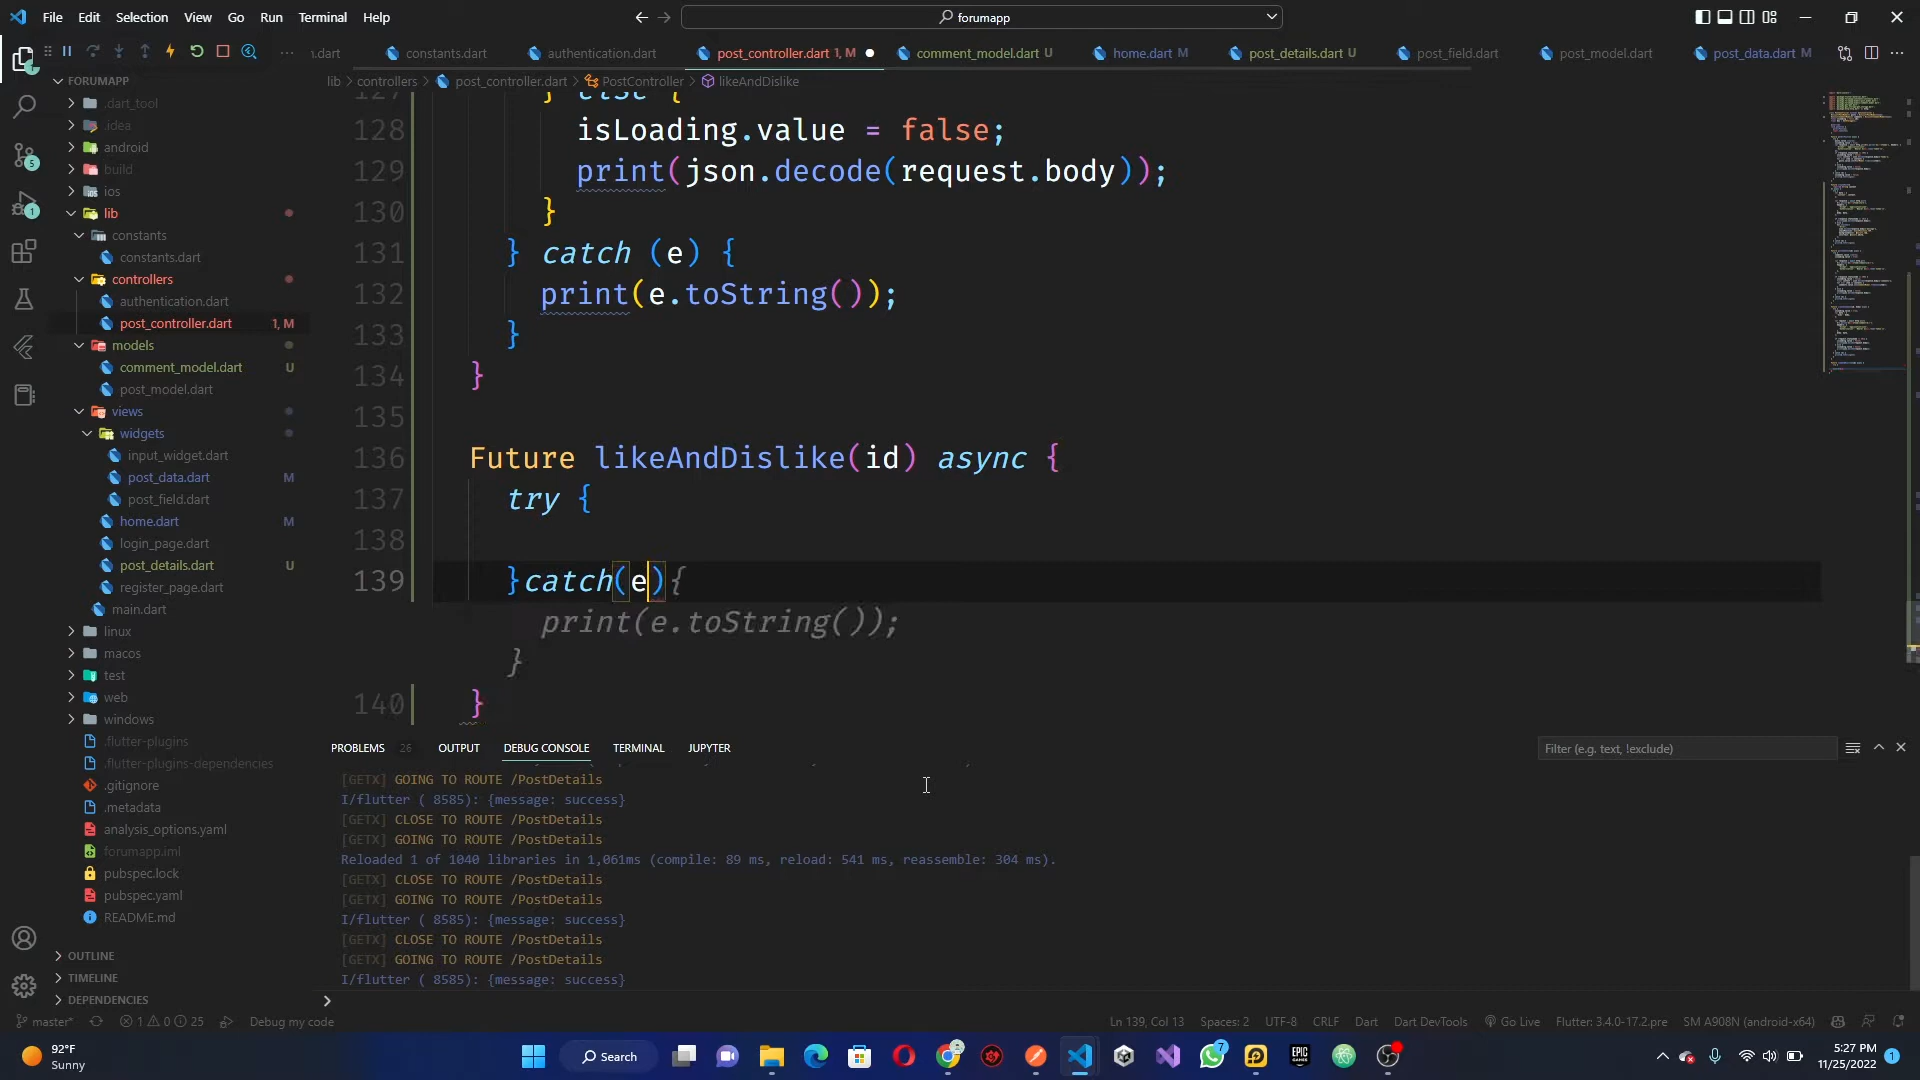 File Edit Selection View Go Run Terminal Help
forumapp
constants.dart
authentication.dart
post_controller.dart 1, M
comment_model.dart U
home.dart M
post_details.dart U
post_field.dart
post_model.dart
post_data.dart M
lib > controllers > post_controller.dart > PostController > likeAndDislike
FORUMAPP
.dart_tool
.idea
android
build
ios
lib
constants
constants.dart
controllers
authentication.dart
post_controller.dart 1, M
models
comment_model.dart U
post_model.dart
views
widgets
input_widget.dart
post_data.dart M
post_field.dart
home.dart M
login_page.dart
post_details.dart U
register_page.dart
main.dart
linux
macos
test
web
windows
.flutter-plugins
.flutter-plugins-dependencies
.gitignore
.metadata
analysis_options.yaml
forumapp.iml
pubspec.lock
pubspec.yaml
README.md
OUTLINE
TIMELINE
DEPENDENCIES
127 } else {
128 isLoading.value = false;
129 print(json.decode(request.body));
130 }
131 } catch (e) {
132 print(e.toString());
133 }
134 }
135
136 Future likeAndDislike(id) async {
137 try {
138
139 }catch(e){
print(e.toString());
}
140 }
PROBLEMS 26 OUTPUT DEBUG CONSOLE TERMINAL JUPYTER
Filter (e.g. text, !exclude)
[GETX] GOING TO ROUTE /PostDetails
I/flutter ( 8585): {message: success}
[GETX] CLOSE TO ROUTE /PostDetails
[GETX] GOING TO ROUTE /PostDetails
Reloaded 1 of 1040 libraries in 1,061ms (compile: 89 ms, reload: 541 ms, reassemble: 304 ms).
[GETX] CLOSE TO ROUTE /PostDetails
[GETX] GOING TO ROUTE /PostDetails
I/flutter ( 8585): {message: success}
[GETX] CLOSE TO ROUTE /PostDetails
[GETX] GOING TO ROUTE /PostDetails
I/flutter ( 8585): {message: success}
master* 1 0 25 Debug my code
Ln 139, Col 13 Spaces: 2 UTF-8 CRLF Dart Dart DevTools Go Live Flutter: 3.4.0-17.2.pre SM A908N (android-x64)
92°F
Sunny
Search
5:27 PM
11/25/2022